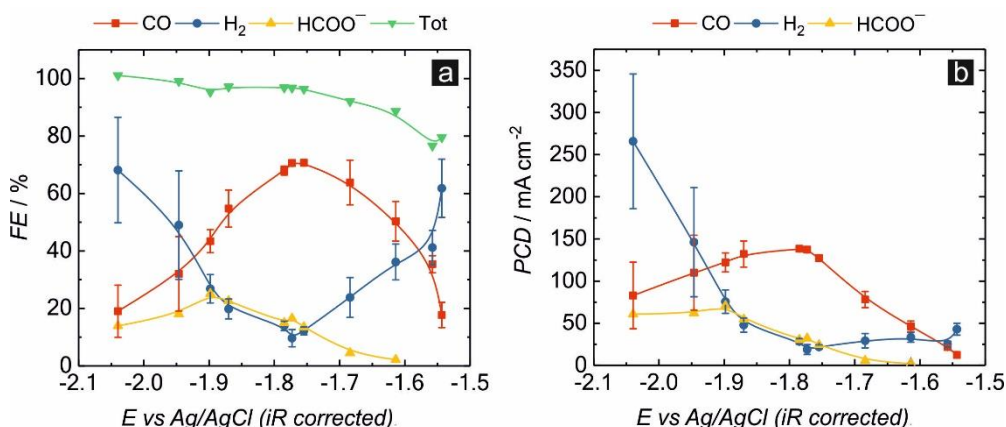 CO H₂ HCOO⁻ Tot
CO H₂ HCOO⁻
a
b
FE / %
100
80
60
40
20
0
-2.1 -2.0 -1.9 -1.8 -1.7 -1.6 -1.5
E vs Ag/AgCl (iR corrected).
PCD / mA cm⁻²
350
300
250
200
150
100
50
0
-2.1 -2.0 -1.9 -1.8 -1.7 -1.6 -1.5
E vs Ag/AgCl (iR corrected).